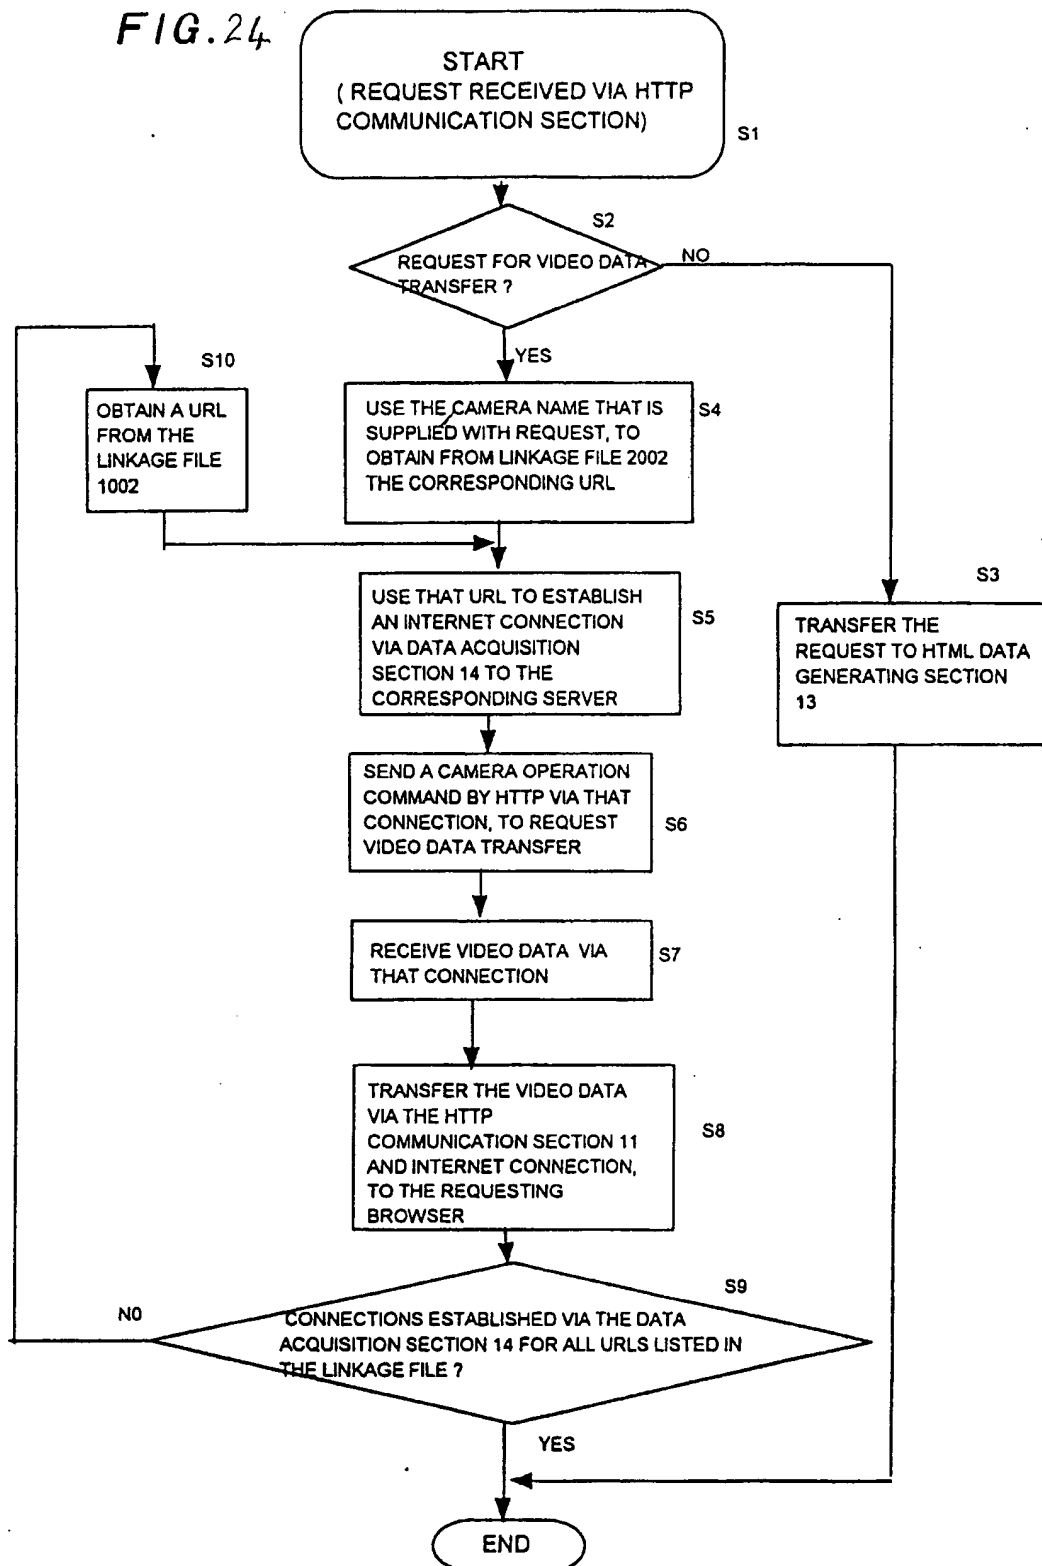 FIG.24
START
( REQUEST RECEIVED VIA HTTP
COMMUNICATION SECTION)
S1
S2
REQUEST FOR VIDEO DATA
TRANSFER ?
NO
YES
S10
OBTAIN A URL
FROM THE
LINKAGE FILE
1002
USE THE CAMERA NAME THAT IS
SUPPLIED WITH REQUEST, TO
OBTAIN FROM LINKAGE FILE 2002
THE CORRESPONDING URL
S4
USE THAT URL TO ESTABLISH
AN INTERNET CONNECTION
VIA DATA ACQUISITION
SECTION 14 TO THE
CORRESPONDING SERVER
S5
S3
TRANSFER THE
REQUEST TO HTML DATA
GENERATING SECTION
13
SEND A CAMERA OPERATION
COMMAND BY HTTP VIA THAT
CONNECTION, TO REQUEST
VIDEO DATA TRANSFER
S6
RECEIVE VIDEO DATA VIA
THAT CONNECTION
S7
TRANSFER THE VIDEO DATA
VIA THE HTTP
COMMUNICATION SECTION 11
AND INTERNET CONNECTION,
TO THE REQUESTING
BROWSER
S8
S9
N0
CONNECTIONS ESTABLISHED VIA THE DATA
ACQUISITION SECTION 14 FOR ALL URLS LISTED IN
THE LINKAGE FILE ?
YES
END